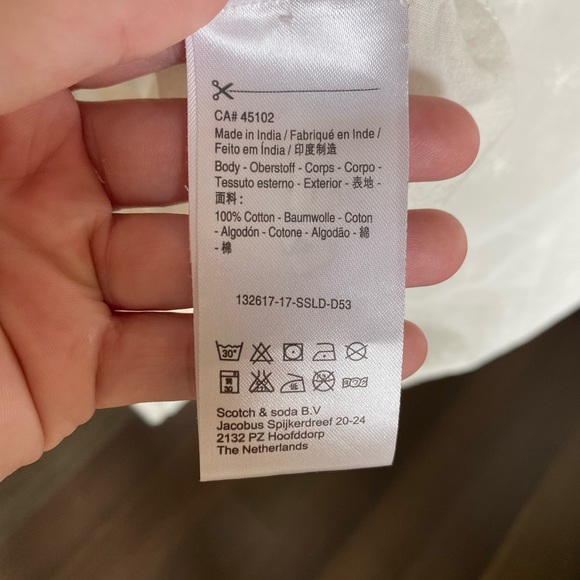 CA# 45102
Made in India / Fabriqué en Inde /
Feito em Índia / 印度制造
Body - Oberstoff - Corps - Corpo -
Tessuto esterno - Exterior - 表地 -
面料 :
100% Cotton - Baumwolle - Coton
- Algodón - Cotone - Algodão - 綿
- 棉
132617-17-SSLD-D53
30°
30
Scotch & soda B.V
Jacobus Spijkerdreef 20-24
2132 PZ Hoofddorp
The Netherlands